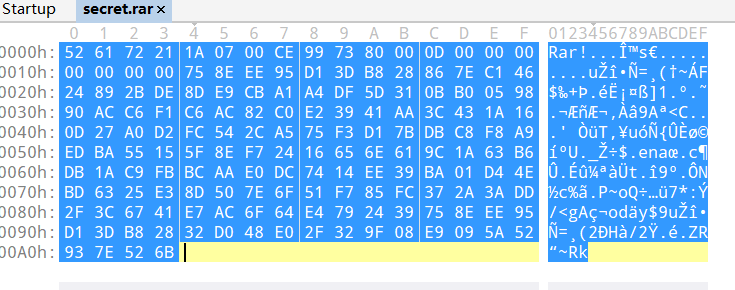 Startup secret.rar ×
0 1 2 3 4 5 6 7 8 9 A B C D E F 0123456789ABCDEF
0000h: 52 61 72 21 1A 07 00 CE 99 73 80 00 0D 00 00 00 Rar!...Î™s€.....
0010h: 00 00 00 00 75 8E EE 95 D1 3D B8 28 86 7E C1 46 ....uŽî•Ñ=¸(†~ÁF
0020h: 24 89 2B DE 8D E9 CB A1 A4 DF 5D 31 0B B0 05 98 $‰+Þ.éË¡¤ß]1.°.˜
0030h: 90 AC C6 F1 C6 AC 82 C0 E2 39 41 AA 3C 43 1A 16 .¬ÆñÆ¬‚Àâ9Aª<C..
0040h: 0D 27 A0 D2 FC 54 2C A5 75 F3 D1 7B DB C8 F8 A9 .' ÒüT,¥uóÑ{ÛÈø©
0050h: ED BA 55 15 5F 8E F7 24 16 65 6E 61 9C 1A 63 B6 íºU._Ž÷$.enaœ.c¶
0060h: DB 1A C9 FB BC AA E0 DC 74 14 EE 39 BA 01 D4 4E Û.Éû¼ªàÜt.î9º.ÔN
0070h: BD 63 25 E3 8D 50 7E 6F 51 F7 85 FC 37 2A 3A DD ½c%ã.P~oQ÷…ü7*:Ý
0080h: 2F 3C 67 41 E7 AC 6F 64 E4 79 24 39 75 8E EE 95 /<gAç¬odäy$9uŽî•
0090h: D1 3D B8 28 32 D0 48 E0 2F 32 9F 08 E9 09 5A 52 Ñ=¸(2ÐHà/2Ÿ.é.ZR
00A0h: 93 7E 52 6B “~Rk